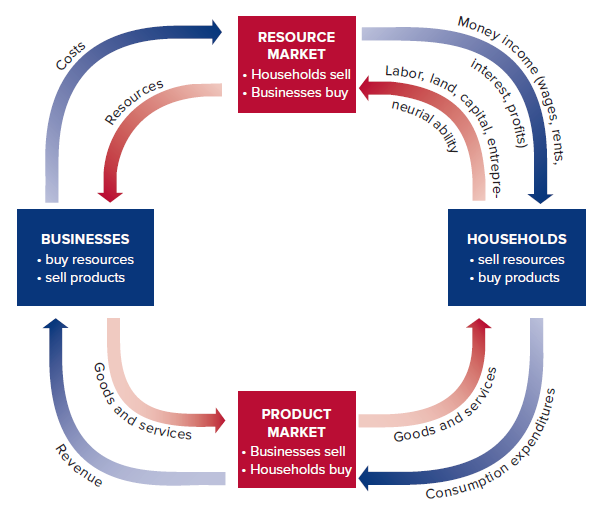 RESOURCE
MARKET
• Households sell
• Businesses buy
Costs
Resources
Money income (wages, rents,
interest, profits)
Labor, land, capital, entrepre-
neurial ability
BUSINESSES
• buy resources
• sell products
HOUSEHOLDS
• sell resources
• buy products
Goods and services
Revenue
PRODUCT
MARKET
• Businesses sell
• Households buy
Goods and services
Consumption expenditures